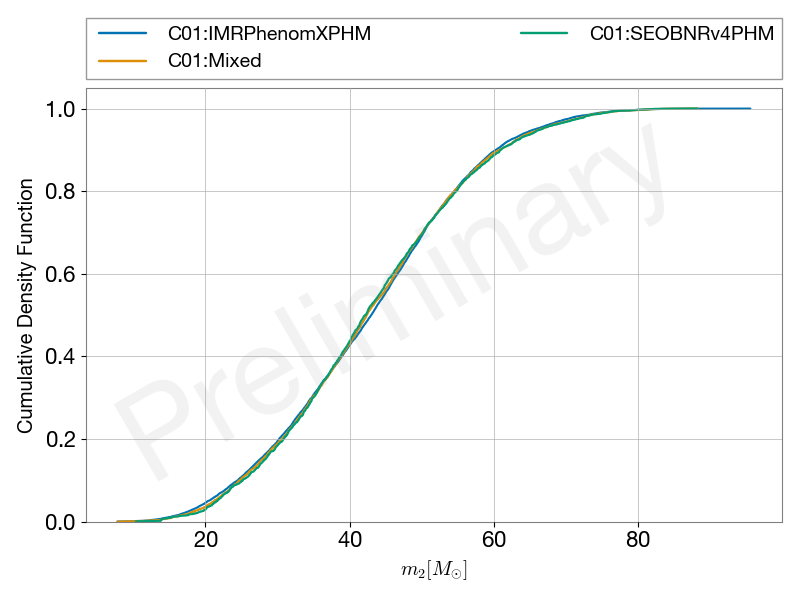 C01:IMRPhenomXPHM
C01:Mixed
C01:SEOBNRv4PHM
Preliminary
Cumulative Density Function
1.0
0.8
0.6
0.4
0.2
0.0
20 40 60 80
m₂[M⊙]